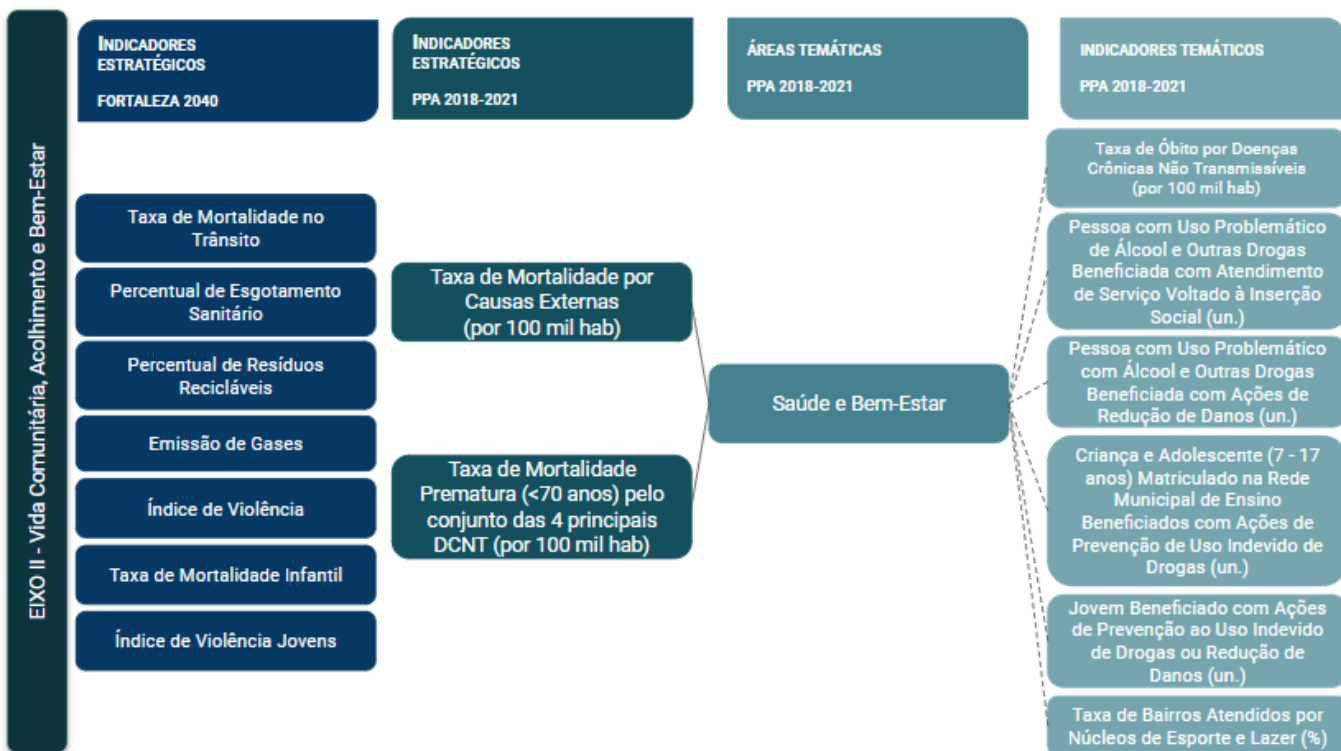 EIXO II - Vida Comunitária, Acolhimento e Bem-Estar
INDICADORES
ESTRATÉGICOS
FORTALEZA 2040
Taxa de Mortalidade no
Trânsito
Percentual de Esgotamento
Sanitário
Percentual de Resíduos
Recicláveis
Emissão de Gases
Índice de Violência
Taxa de Mortalidade Infantil
Índice de Violência Jovens
INDICADORES
ESTRATÉGICOS
PPA 2018-2021
Taxa de Mortalidade por
Causas Externas
(por 100 mil hab)
Taxa de Mortalidade
Prematura (<70 anos) pelo
conjunto das 4 principais
DCNT (por 100 mil hab)
ÁREAS TEMÁTICAS
PPA 2018-2021
Saúde e Bem-Estar
INDICADORES TEMÁTICOS
PPA 2018-2021
Taxa de Óbito por Doenças
Crônicas Não Transmissíveis
(por 100 mil hab)
Pessoa com Uso Problemático
de Álcool e Outras Drogas
Beneficiada com Atendimento
de Serviço Voltado à Inserção
Social (un.)
Pessoa com Uso Problemático
com Álcool e Outras Drogas
Beneficiada com Ações de
Redução de Danos (un.)
Criança e Adolescente (7 - 17
anos) Matriculado na Rede
Municipal de Ensino
Beneficiados com Ações de
Prevenção de Uso Indevido de
Drogas (un.)
Jovem Beneficiado com Ações
de Prevenção ao Uso Indevido
de Drogas ou Redução de
Danos (un.)
Taxa de Bairros Atendidos por
Núcleos de Esporte e Lazer (%)